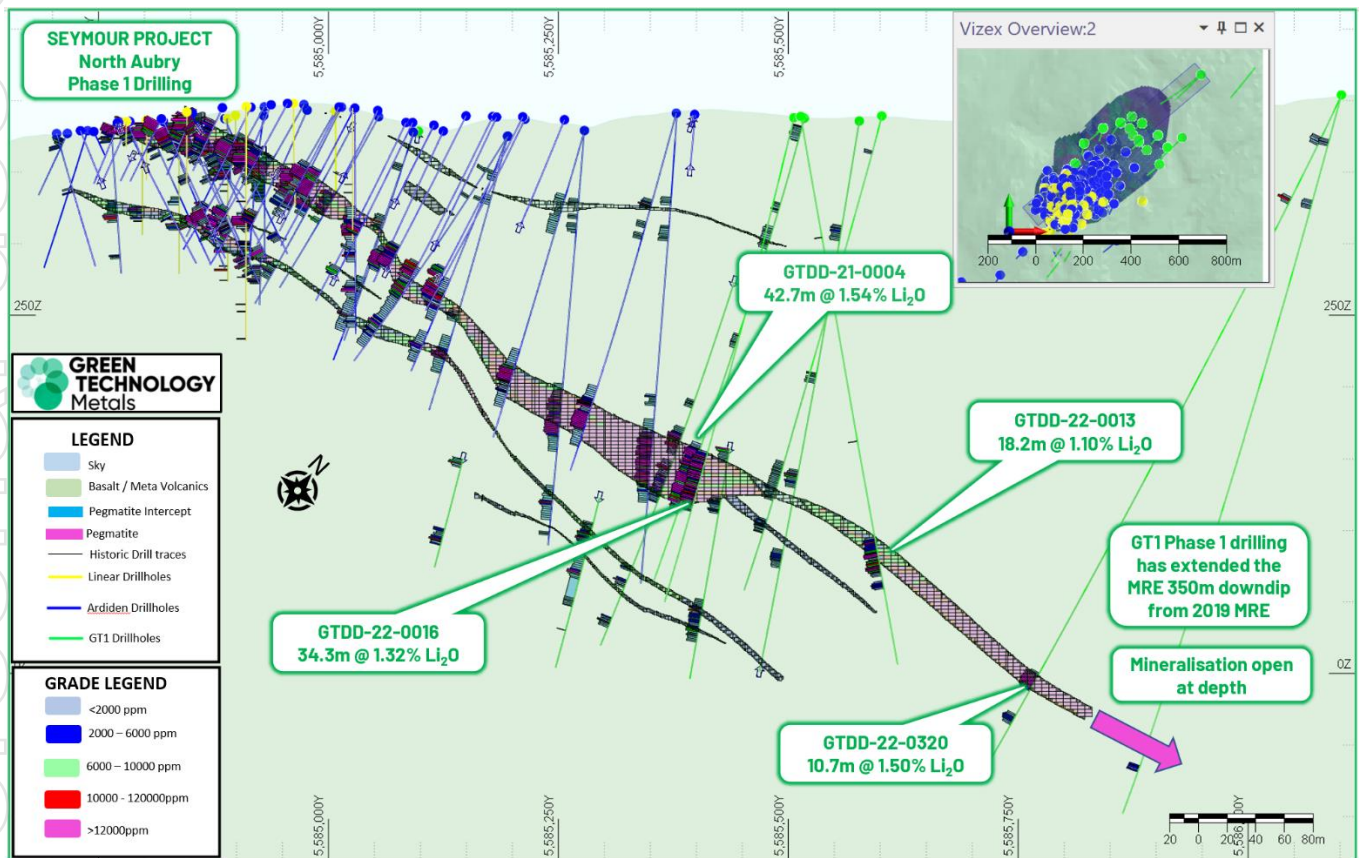 SEYMOUR PROJECT
North Aubry
Phase 1 Drilling
5,585,000Y
5,585,250Y
5,585,500Y
Vizex Overview:2
200 0 200 400 600 800m
250Z
250Z
GTDD-21-0004
42.7m @ 1.54% Li₂O
GREEN
TECHNOLOGY
Metals
LEGEND
Sky
Basalt / Meta Volcanics
Pegmatite Intercept
Pegmatite
Historic Drill traces
Linear Drillholes
Ardiden Drillholes
GT1 Drillholes
N
GTDD-22-0013
18.2m @ 1.10% Li₂O
GT1 Phase 1 drilling
has extended the
MRE 350m downdip
from 2019 MRE
GTDD-22-0016
34.3m @ 1.32% Li₂O
Mineralisation open
at depth
0Z
GRADE LEGEND
<2000 ppm
2000 – 6000 ppm
6000 – 10000 ppm
10000 - 120000ppm
>12000ppm
GTDD-22-0320
10.7m @ 1.50% Li₂O
20 0 20 40 60 80m
5,585,000Y
5,585,250Y
5,585,500Y
5,585,750Y